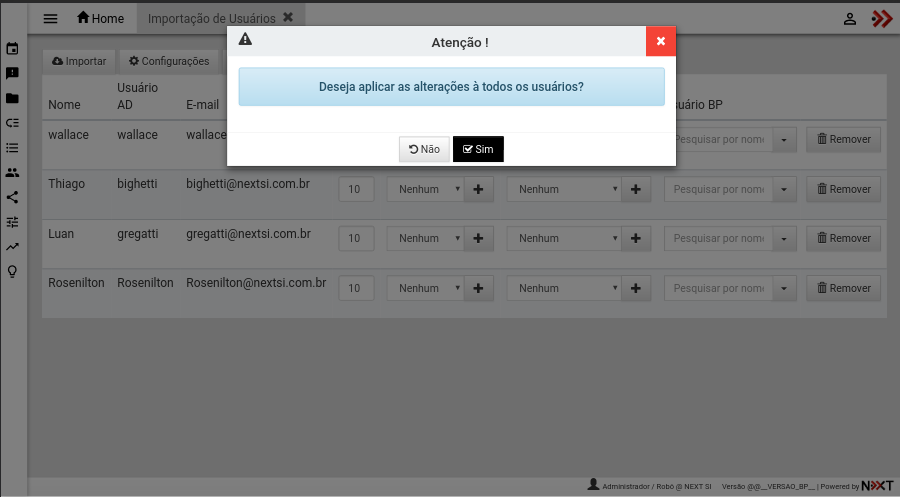 Home
Importação de Usuários
Atenção !
Deseja aplicar as alterações à todos os usuários?
Não
Sim
Importar
Configurações
Nome
Usuário AD
E-mail
suário BP
wallace wallace wallace Pesquisar por nome Remover
Thiago bighetti bighetti@nextsi.com.br 10 Nenhum Nenhum Pesquisar por nome Remover
Luan gregatti gregatti@nextsi.com.br 10 Nenhum Nenhum Pesquisar por nome Remover
Rosenilton Rosenilton Rosenilton@nextsi.com.br 10 Nenhum Nenhum Pesquisar por nome Remover
Administrador / Robô @ NEXT SI Versão @@__VERSAO_BP__ | Powered by NEXT